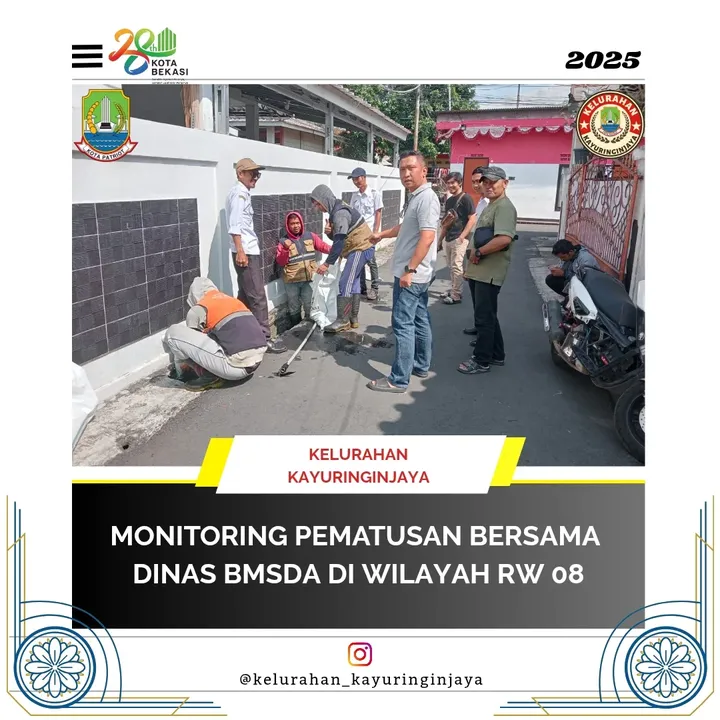 28th
KOTA
BEKASI
2025
KOTA PATRIOT
KELURAHAN
KAYURINGINJAYA
KELURAHAN
KAYURINGINJAYA
MONITORING PEMATUSAN BERSAMA
DINAS BMSDA DI WILAYAH RW 08
@kelurahan_kayuringinjaya